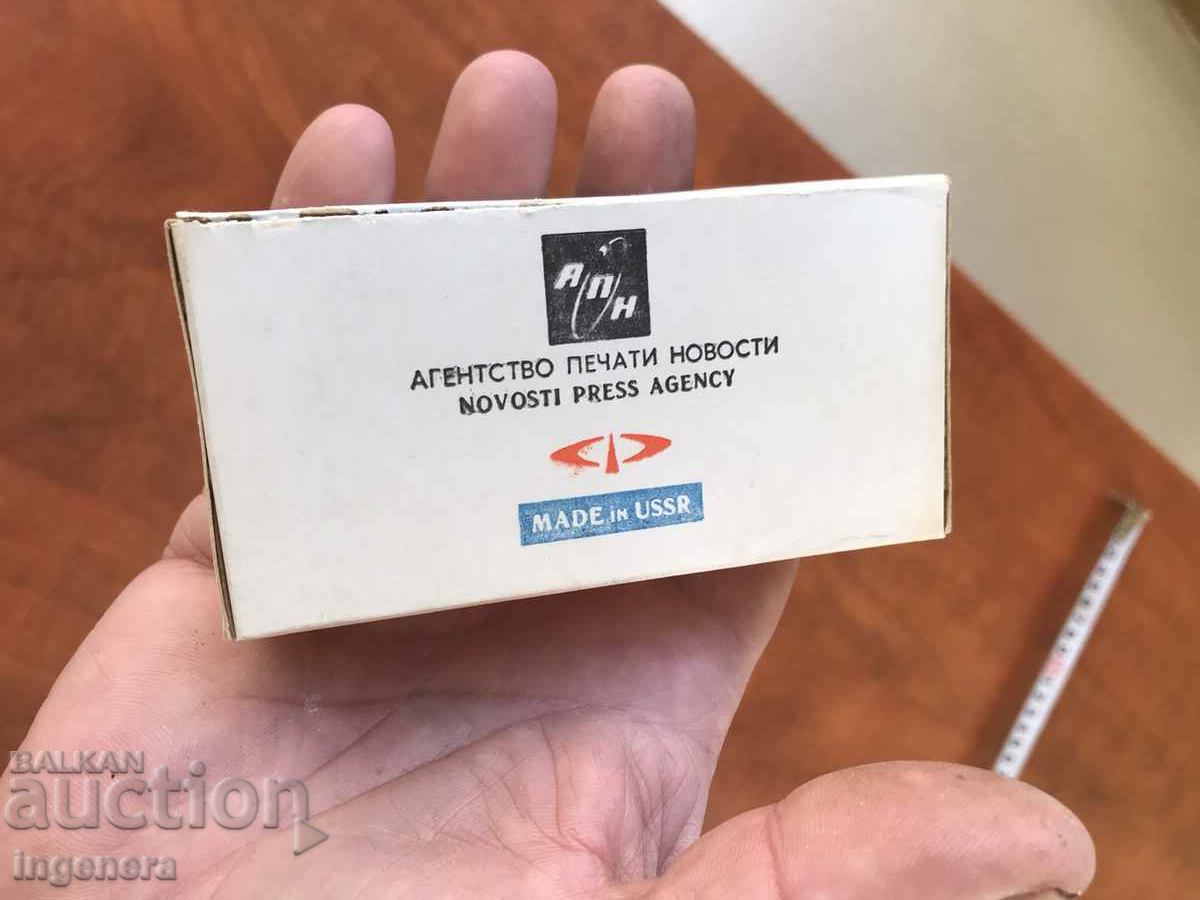 АПН
АГЕНТСТВО ПЕЧАТИ НОВОСТИ
NOVOSTI PRESS AGENCY
MADE in USSR
BALKAN
auction
ingenera